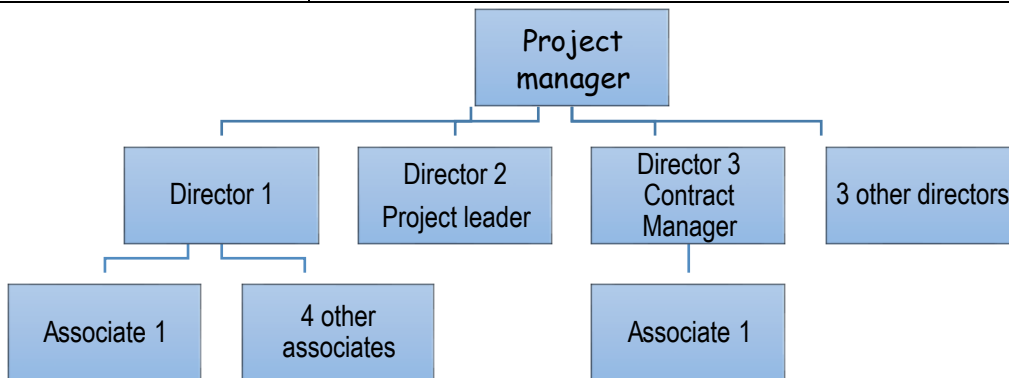 Project
manager
Director 1
Director 2
Project leader
Director 3
Contract
Manager
3 other directors
Associate 1
4 other
associates
Associate 1